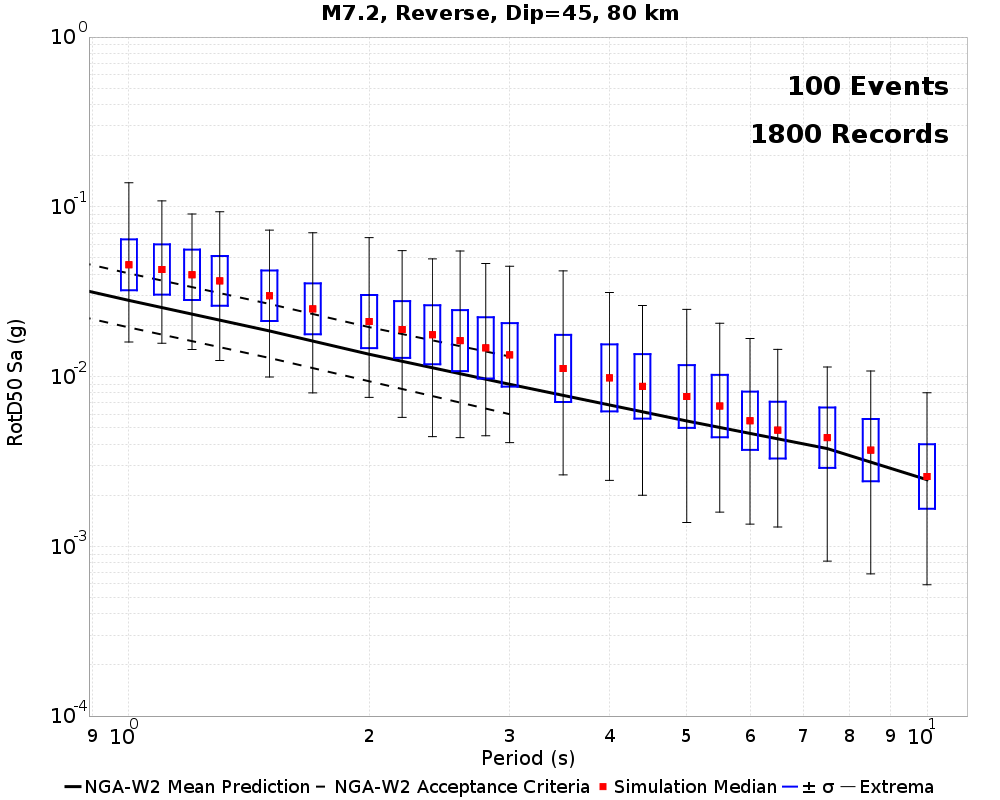 M7.2, Reverse, Dip=45, 80 km
100 Events
1800 Records
RotD50 Sa (g)
10^0
10^-1
10^-2
10^-3
10^-4
9 10^0 2 3 4 5 6 7 8 9 10^1
Period (s)
NGA-W2 Mean Prediction NGA-W2 Acceptance Criteria Simulation Median ± σ Extrema